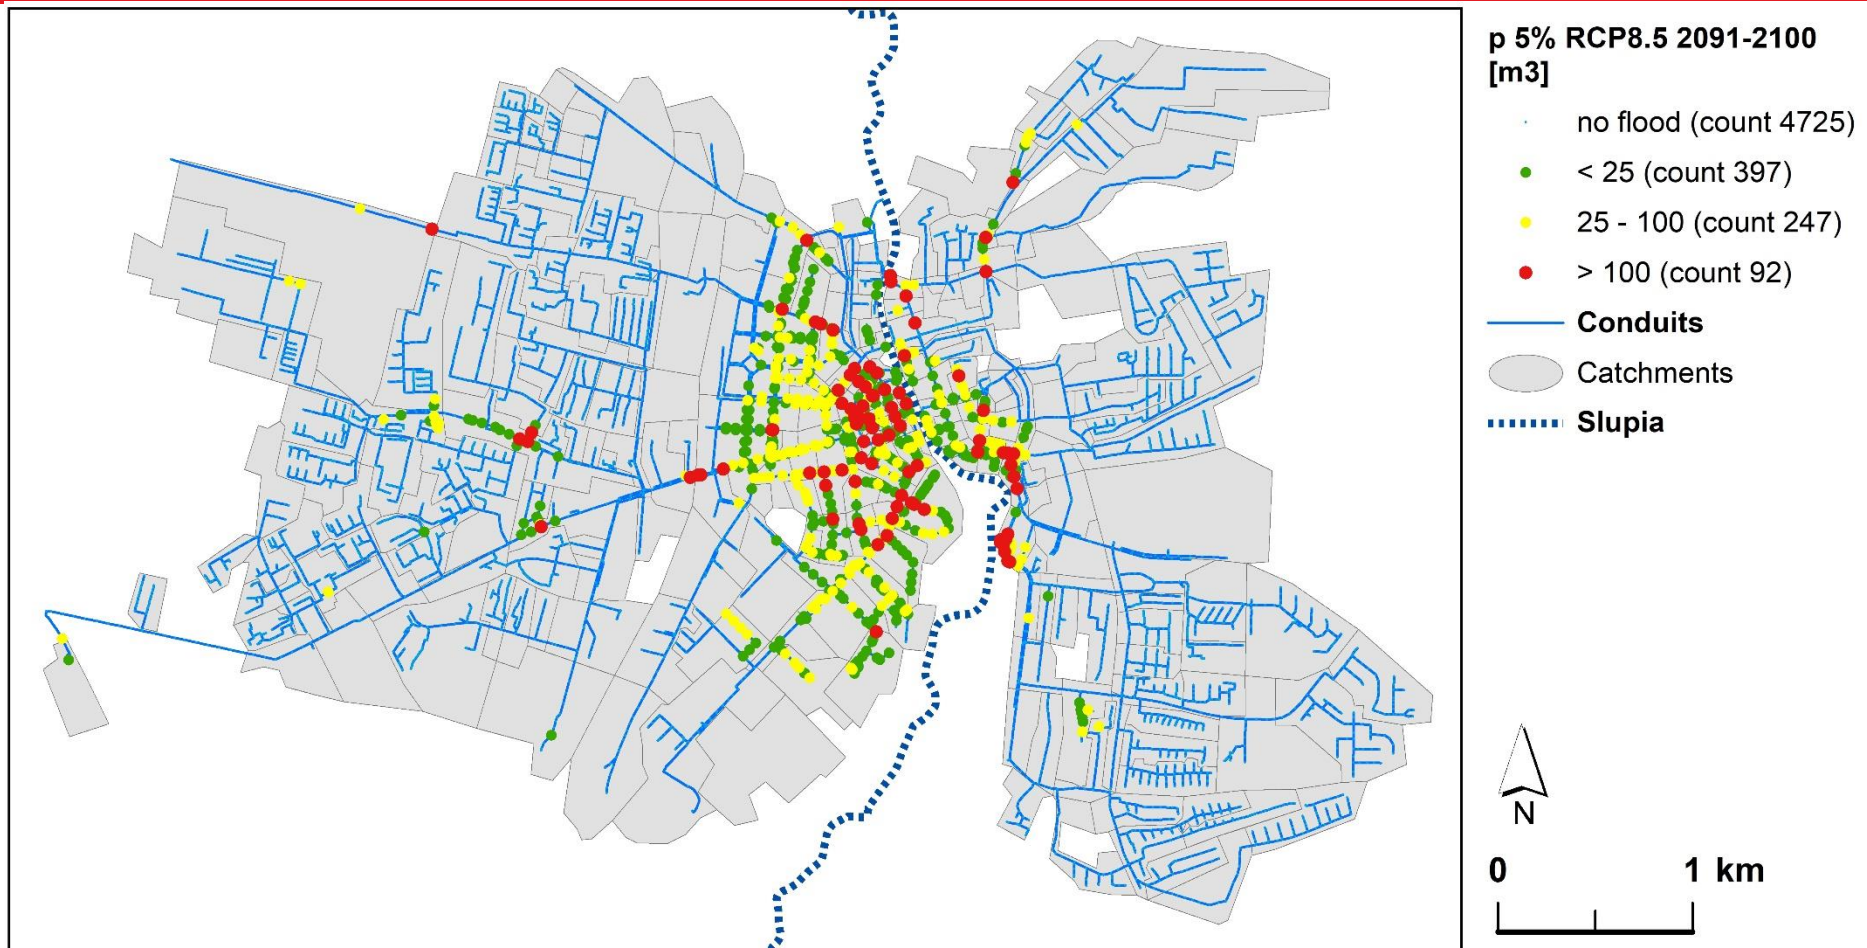 p 5% RCP8.5 2091-2100
[m3]
no flood (count 4725)
< 25 (count 397)
25 - 100 (count 247)
> 100 (count 92)
Conduits
Catchments
Slupia
N
0 1 km